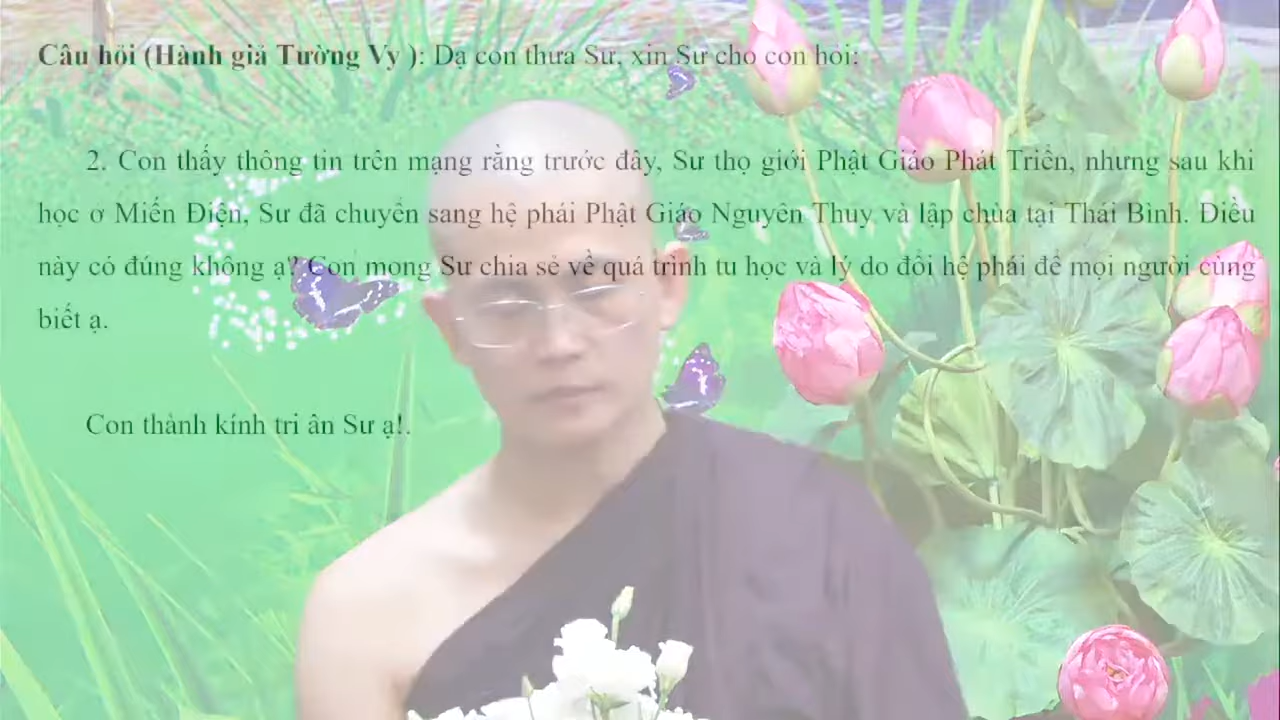 Câu hỏi (Hành giả Tường Vy ): Dạ con thưa Sư, xin Sư cho con hỏi:
2. Con thấy thông tin trên mạng rằng trước đây, Sư thọ giới Phật Giáo Phát Triển, nhưng sau khi
học ở Miến Điện, Sư đã chuyển sang hệ phái Phật Giáo Nguyên Thuỷ và lập chùa tại Thái Bình. Điều
này có đúng không ạ? Con mong Sư chia sẻ về quá trình tu học và lý do đổi hệ phái để mọi người cùng
biết ạ.
Con thành kính tri ân Sư ạ!.